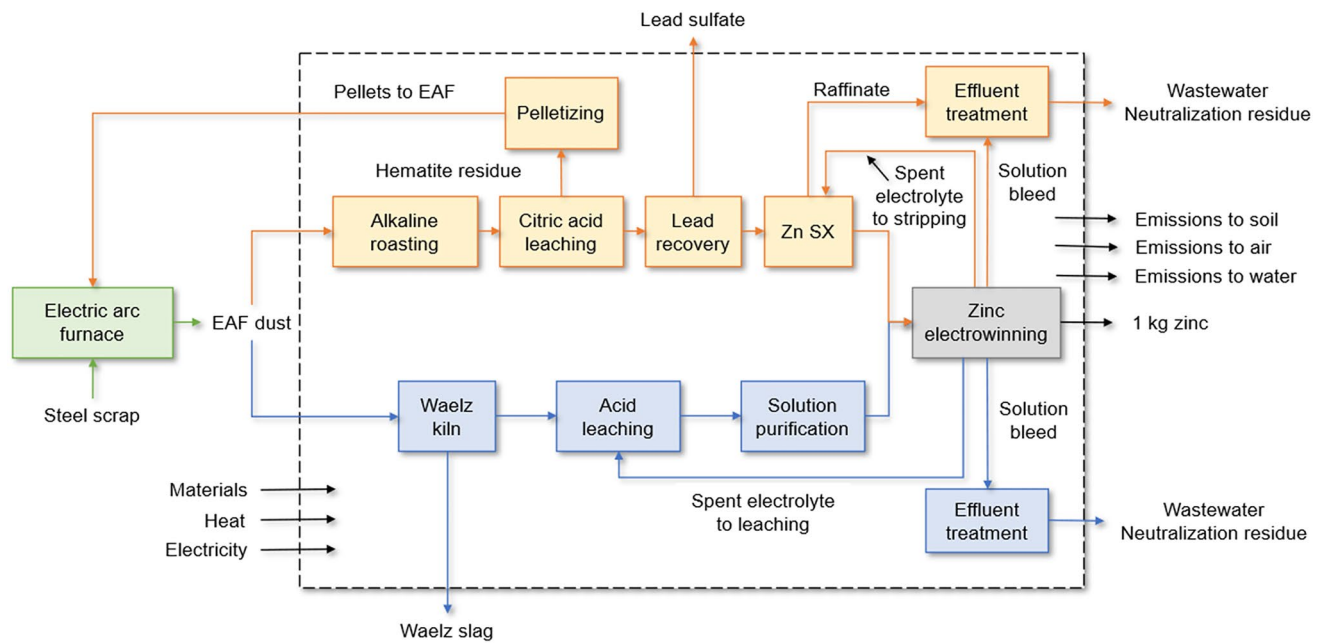 Lead sulfate
Pellets to EAF
Pelletizing
Raffinate
Effluent
treatment
Wastewater
Neutralization residue
Hematite residue
Spent
electrolyte
to stripping
Solution
bleed
Alkaline
roasting
Citric acid
leaching
Lead
recovery
Zn SX
Emissions to soil
Emissions to air
Emissions to water
Electric arc
furnace
EAF dust
Zinc
electrowinning
1 kg zinc
Steel scrap
Waelz
kiln
Acid
leaching
Solution
purification
Solution
bleed
Materials
Heat
Electricity
Spent electrolyte
to leaching
Effluent
treatment
Wastewater
Neutralization residue
Waelz slag